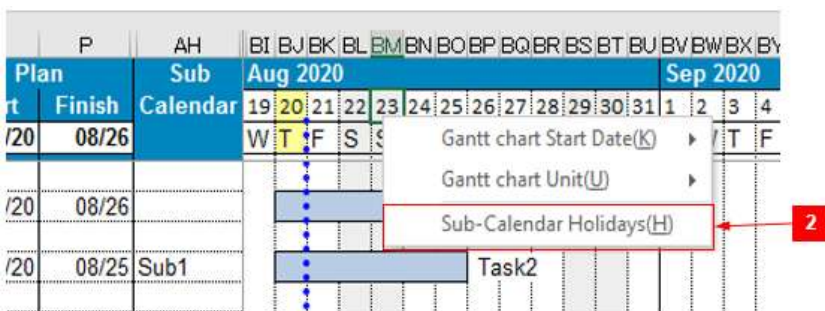 P AH BI BJ BK BL BM BN BO BP BQ BR BS BT BU BV BW BX BY
Plan Sub Aug 2020 Sep 2020
rt Finish Calendar 19 20 21 22 23 24 25 26 27 28 29 30 31 1 2 3 4
/20 08/26 W T F S S T F
Gantt chart Start Date(K)
Gantt chart Unit(U)
/20 08/26
Sub-Calendar Holidays(H) 2
/20 08/25 Sub1 Task2